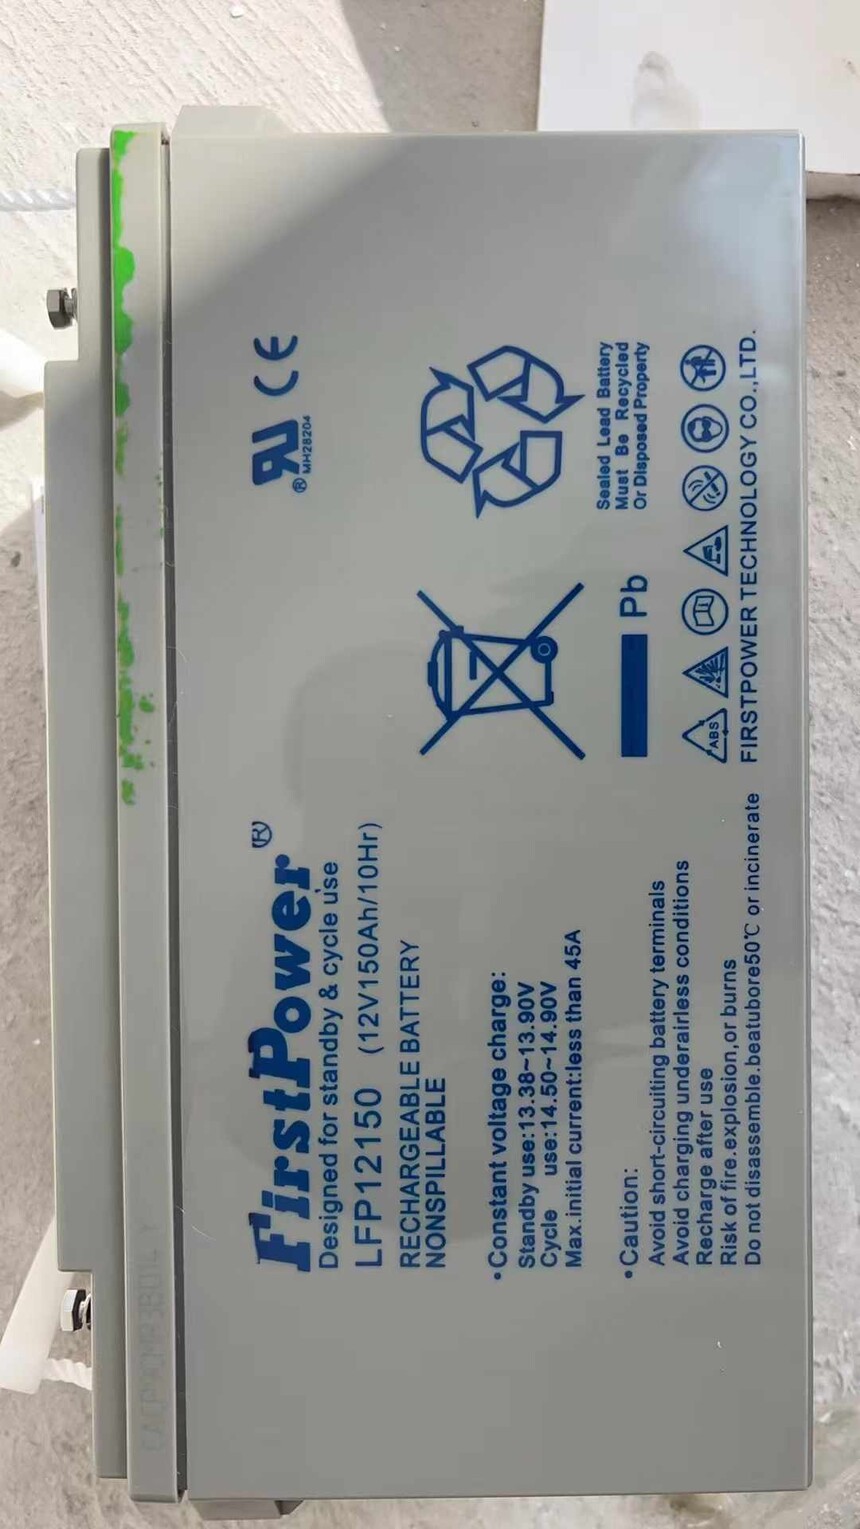 FirstPower®
Designed for standby & cycle use
LFP12150 (12V150Ah/10Hr)
RECHARGEABLE BATTERY
NONSPILLABLE
•Constant voltage charge:
Standby use:13.38~13.90V
Cycle use:14.50~14.90V
Max.initial current:less than 45A
•Caution:
Avoid short-circuiting battery terminals
Avoid charging underairless conditions
Recharge after use
Risk of fire.explosion,or burns
Do not disassemble.beatubore50℃ or incinerate
RU CE
® MH28204
Pb
Sealed Lead Battery
Must Be Recycled
Or Disposed Property
ABS
FIRSTPOWER TECHNOLOGY CO.,LTD.